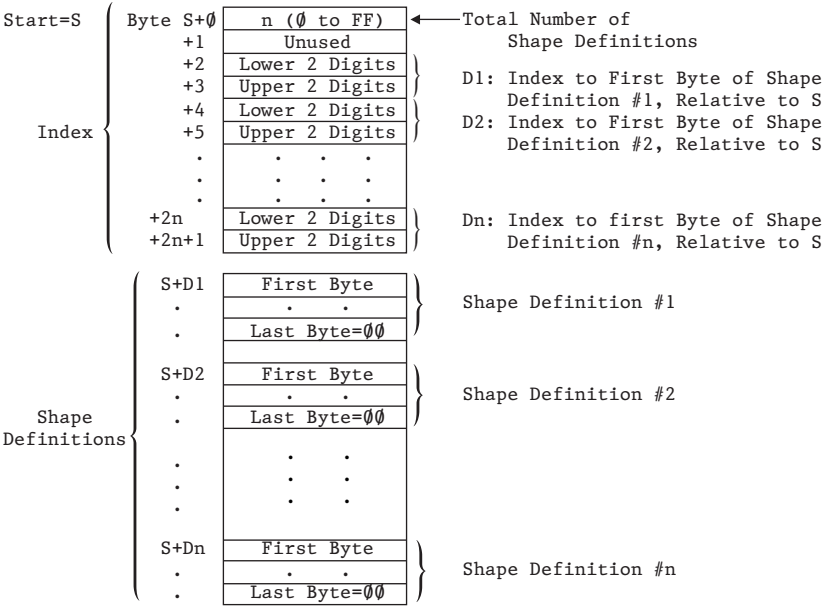 Start=S Byte S+Ø n (Ø to FF) Total Number of
+1 Unused Shape Definitions
+2 Lower 2 Digits
D1: Index to First Byte of Shape
+3 Upper 2 Digits
Definition #1, Relative to S
+4 Lower 2 Digits
D2: Index to First Byte of Shape
Index +5 Upper 2 Digits
Definition #2, Relative to S
. . . .
. . . .
. . . .
+2n Lower 2 Digits Dn: Index to first Byte of Shape
+2n+1 Upper 2 Digits Definition #n, Relative to S
S+D1 First Byte
. . . Shape Definition #1
. Last Byte=ØØ
S+D2 First Byte
. . . Shape Definition #2
Shape . Last Byte=ØØ
Definitions
. . .
. . .
. . .
S+Dn First Byte
. . . Shape Definition #n
. Last Byte=ØØ